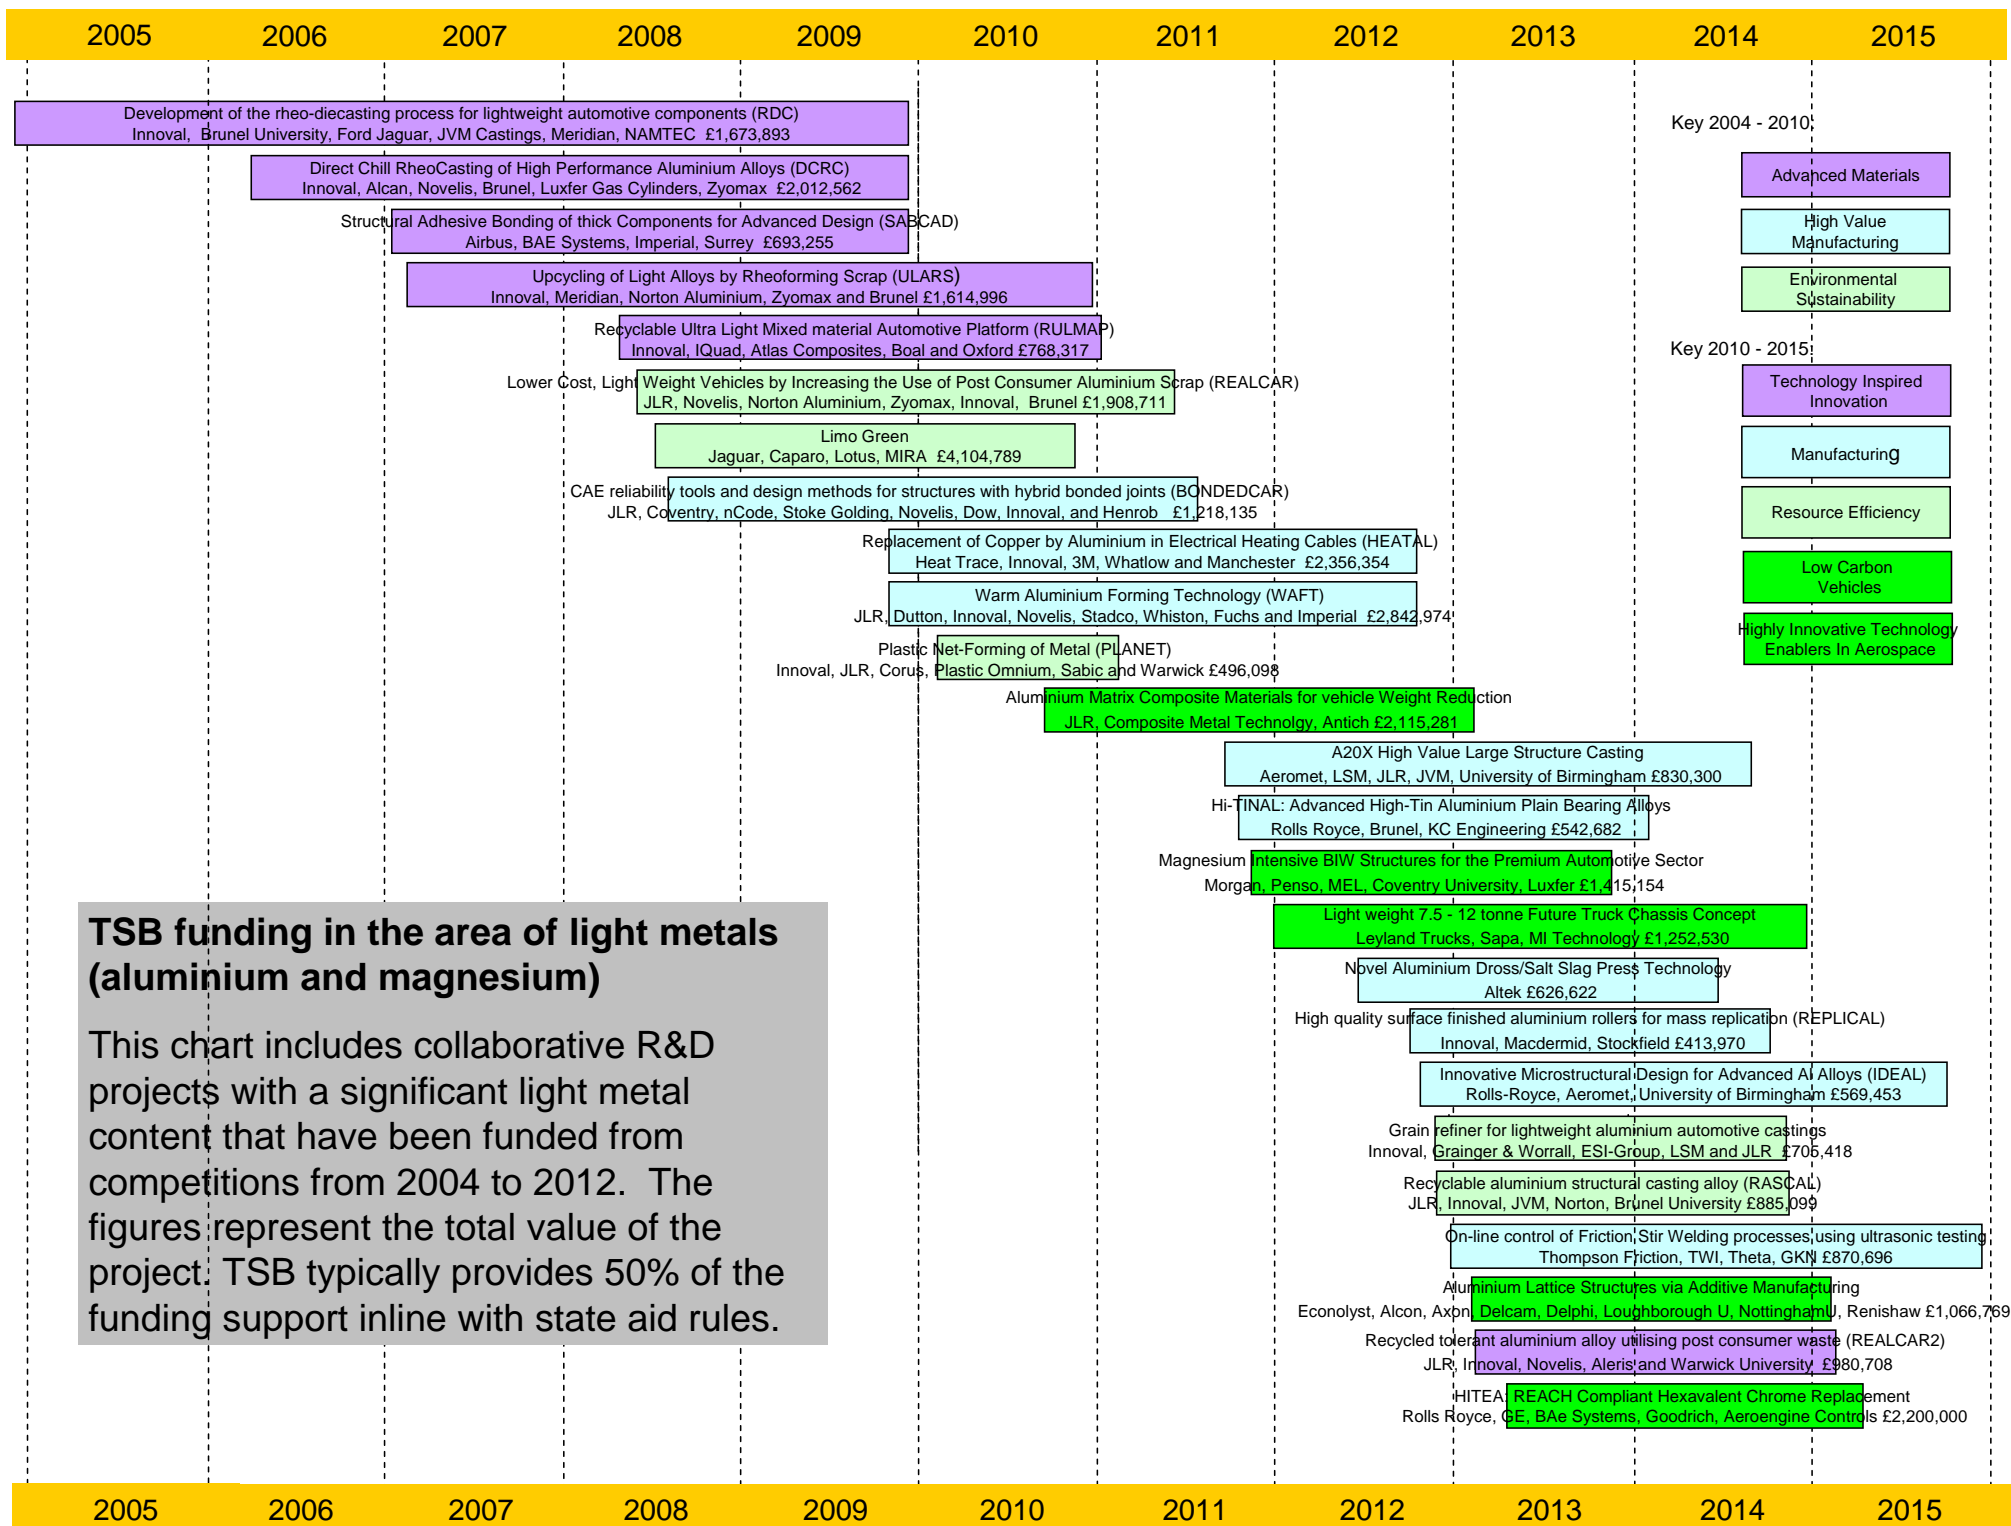 2005 2006 2007 2008 2009 2010 2011 2012 2013 2014 2015
Development of the rheo-diecasting process for lightweight automotive components (RDC)
Innoval, Brunel University, Ford Jaguar, JVM Castings, Meridian, NAMTEC £1,673,893
Direct Chill RheoCasting of High Performance Aluminium Alloys (DCRC)
Innoval, Alcan, Novelis, Brunel, Luxfer Gas Cylinders, Zyomax £2,012,562
Structural Adhesive Bonding of thick Components for Advanced Design (SABCAD)
Airbus, BAE Systems, Imperial, Surrey £693,255
Upcycling of Light Alloys by Rheoforming Scrap (ULARS)
Innoval, Meridian, Norton Aluminium, Zyomax and Brunel £1,614,996
Recyclable Ultra Light Mixed material Automotive Platform (RULMAP)
Innoval, IQuad, Atlas Composites, Boal and Oxford £768,317
Lower Cost, Light Weight Vehicles by Increasing the Use of Post Consumer Aluminium Scrap (REALCAR)
JLR, Novelis, Norton Aluminium, Zyomax, Innoval, Brunel £1,908,711
Limo Green
Jaguar, Caparo, Lotus, MIRA £4,104,789
CAE reliability tools and design methods for structures with hybrid bonded joints (BONDEDCAR)
JLR, Coventry, nCode, Stoke Golding, Novelis, Dow, Innoval, and Henrob £1,218,135
Replacement of Copper by Aluminium in Electrical Heating Cables (HEATAL)
Heat Trace, Innoval, 3M, Whatlow and Manchester £2,356,354
Warm Aluminium Forming Technology (WAFT)
JLR, Dutton, Innoval, Novelis, Stadco, Whiston, Fuchs and Imperial £2,842,974
Plastic Net-Forming of Metal (PLANET)
Innoval, JLR, Corus, Plastic Omnium, Sabic and Warwick £496,098
Aluminium Matrix Composite Materials for vehicle Weight Reduction
JLR, Composite Metal Technolgy, Antich £2,115,281
A20X High Value Large Structure Casting
Aeromet, LSM, JLR, JVM, University of Birmingham £830,300
Hi-TINAL: Advanced High-Tin Aluminium Plain Bearing Alloys
Rolls Royce, Brunel, KC Engineering £542,682
Magnesium Intensive BIW Structures for the Premium Automotive Sector
Morgan, Penso, MEL, Coventry University, Luxfer £1,415,154
Light weight 7.5 - 12 tonne Future Truck Chassis Concept
Leyland Trucks, Sapa, MI Technology £1,252,530
Novel Aluminium Dross/Salt Slag Press Technology
Altek £626,622
High quality surface finished aluminium rollers for mass replication (REPLICAL)
Innoval, Macdermid, Stockfield £413,970
Innovative Microstructural Design for Advanced Al Alloys (IDEAL)
Rolls-Royce, Aeromet, University of Birmingham £569,453
Grain refiner for lightweight aluminium automotive castings
Innoval, Grainger & Worrall, ESI-Group, LSM and JLR £705,418
Recyclable aluminium structural casting alloy (RASCAL)
JLR, Innoval, JVM, Norton, Brunel University £885,099
On-line control of Friction Stir Welding processes using ultrasonic testing
Thompson Friction, TWI, Theta, GKN £870,696
Aluminium Lattice Structures via Additive Manufacturing
Econolyst, Alcon, Axon, Delcam, Delphi, Loughborough U, NottinghamU, Renishaw £1,066,769
Recycled tolerant aluminium alloy utilising post consumer waste (REALCAR2)
JLR, Innoval, Novelis, Aleris and Warwick University £980,708
HITEA: REACH Compliant Hexavalent Chrome Replacement
Rolls Royce, GE, BAe Systems, Goodrich, Aeroengine Controls £2,200,000
Key 2004 - 2010:
Advanced Materials
High Value
Manufacturing
Environmental
Sustainability
Key 2010 - 2015:
Technology Inspired
Innovation
Manufacturing
Resource Efficiency
Low Carbon
Vehicles
Highly Innovative Technology
Enablers In Aerospace
TSB funding in the area of light metals
(aluminium and magnesium)
This chart includes collaborative R&D
projects with a significant light metal
content that have been funded from
competitions from 2004 to 2012. The
figures represent the total value of the
project. TSB typically provides 50% of the
funding support inline with state aid rules.
2005 2006 2007 2008 2009 2010 2011 2012 2013 2014 2015